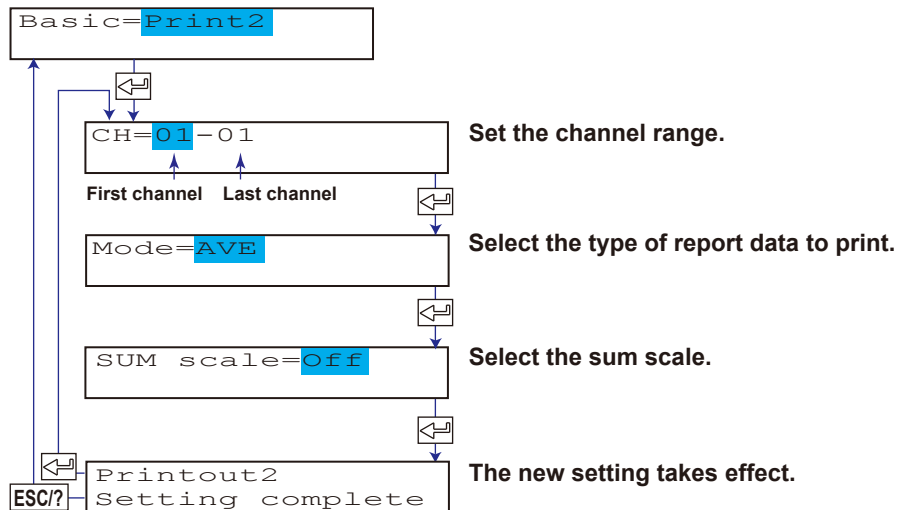 Basic=Print2
CH=01-01
Set the channel range.
First channel Last channel
Mode=AVE
Select the type of report data to print.
SUM scale=Off
Select the sum scale.
Printout2
The new setting takes effect.
ESC/?
Setting complete